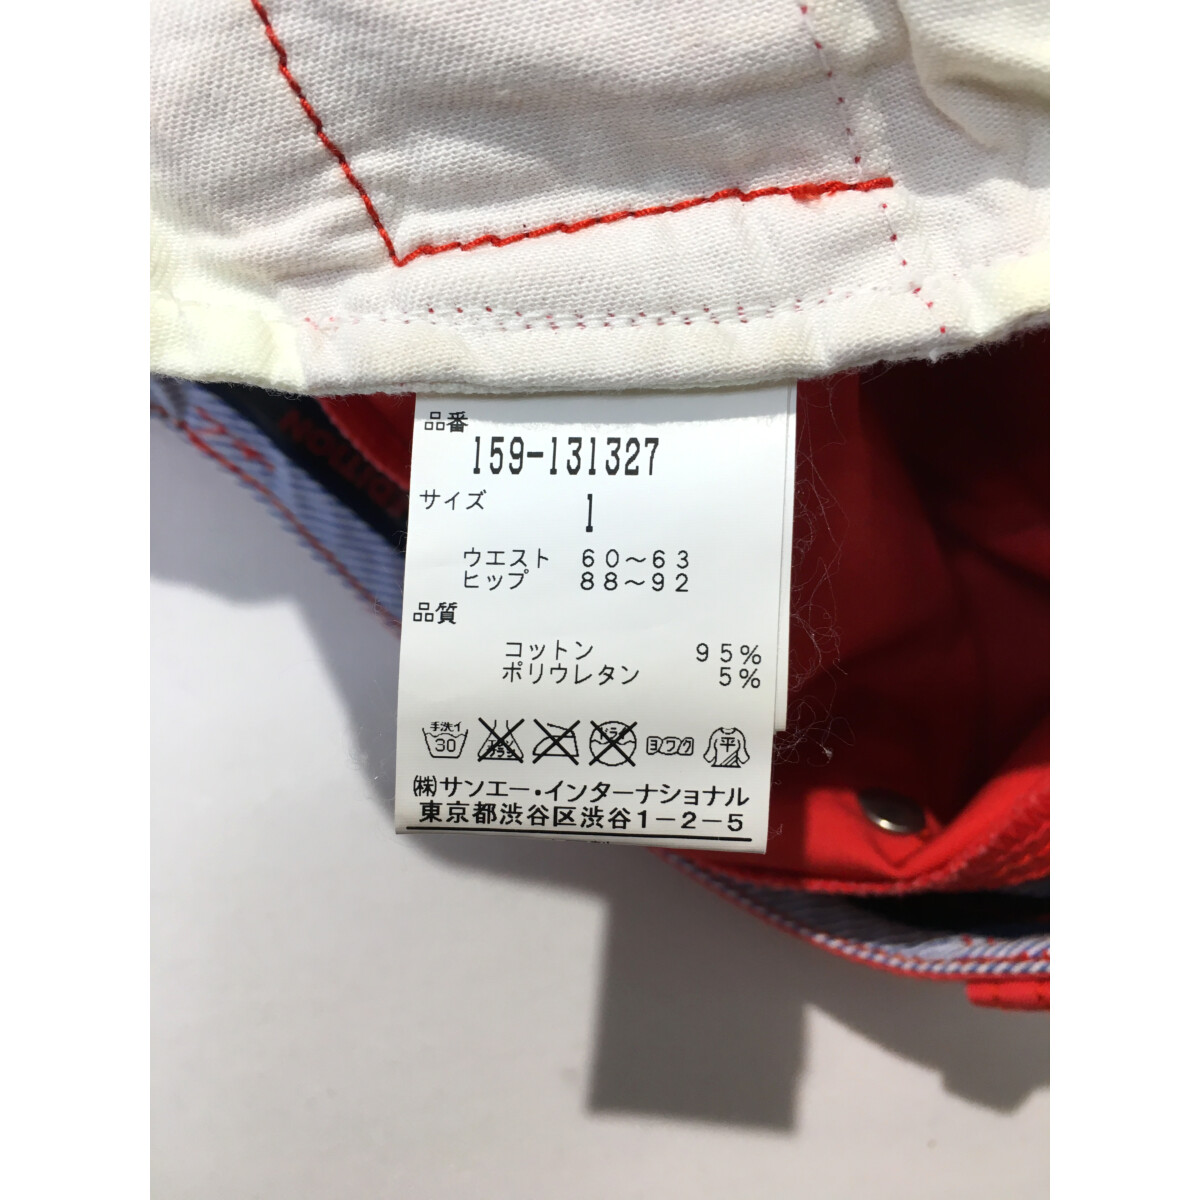 品番
159-131327
サイズ 1
ウエスト 60～63
ヒップ 88～92
品質
コットン 95%
ポリウレタン 5%
手洗イ
30
ヨワク
平
㈱サンエー・インターナショナル
東京都渋谷区渋谷1-2-5